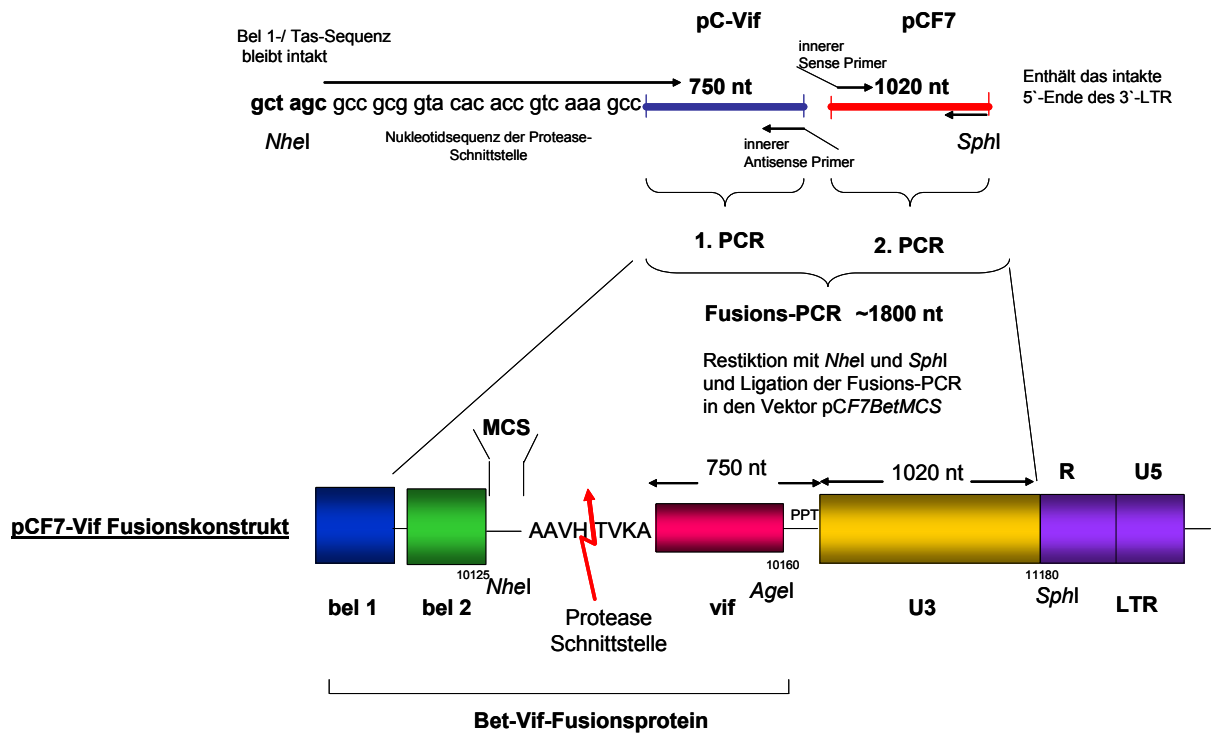 pC-Vif
pCF7
Bel 1-/ Tas-Sequenz
bleibt intakt
innerer
Sense Primer
750 nt
1020 nt
Enthält das intakte
5`-Ende des 3`-LTR
gct agc gcc gcg gta cac acc gtc aaa gcc
NheI
Nukleotidsequenz der Protease-
Schnittstelle
innerer
Antisense Primer
SphI
1. PCR
2. PCR
Fusions-PCR ~1800 nt
Restiktion mit NheI und SphI
und Ligation der Fusions-PCR
in den Vektor pCF7BetMCS
MCS
750 nt
1020 nt
R
U5
pCF7-Vif Fusionskonstrukt
AAVH TVKA
PPT
10125
NheI
10160
AgeI
11180
SphI
bel 1
bel 2
vif
U3
LTR
Protease
Schnittstelle
Bet-Vif-Fusionsprotein